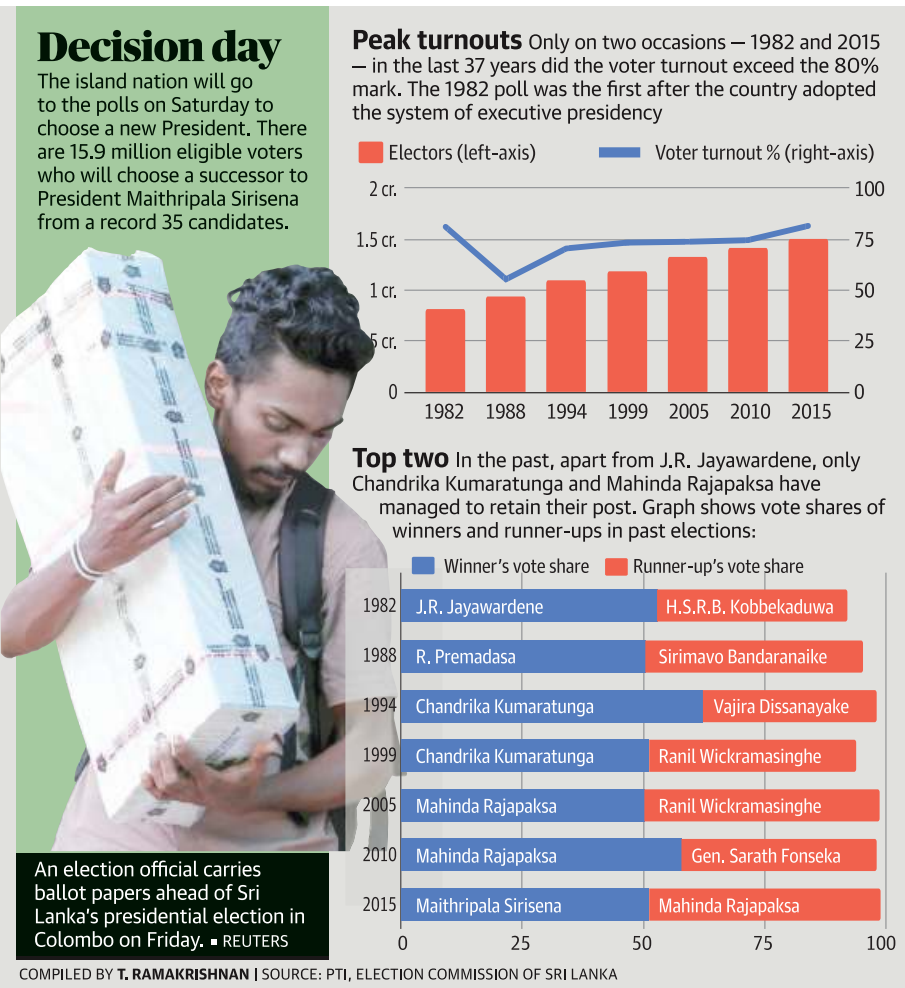 Decision day
The island nation will go
to the polls on Saturday to
choose a new President. There
are 15.9 million eligible voters
who will choose a successor to
President Maithripala Sirisena
from a record 35 candidates.
An election official carries
ballot papers ahead of Sri
Lanka's presidential election in
Colombo on Friday. ▪ REUTERS
Peak turnouts Only on two occasions — 1982 and 2015
— in the last 37 years did the voter turnout exceed the 80%
mark. The 1982 poll was the first after the country adopted
the system of executive presidency
Electors (left-axis) Voter turnout % (right-axis)
2 cr. 100
1.5 cr. 75
1 cr. 50
5 cr. 25
0 0
1982 1988 1994 1999 2005 2010 2015
Top two In the past, apart from J.R. Jayawardene, only
Chandrika Kumaratunga and Mahinda Rajapaksa have
managed to retain their post. Graph shows vote shares of
winners and runner-ups in past elections:
Winner's vote share Runner-up's vote share
1982 J.R. Jayawardene H.S.R.B. Kobbekaduwa
1988 R. Premadasa Sirimavo Bandaranaike
1994 Chandrika Kumaratunga Vajira Dissanayake
1999 Chandrika Kumaratunga Ranil Wickramasinghe
2005 Mahinda Rajapaksa Ranil Wickramasinghe
2010 Mahinda Rajapaksa Gen. Sarath Fonseka
2015 Maithripala Sirisena Mahinda Rajapaksa
0 25 50 75 100
COMPILED BY T. RAMAKRISHNAN | SOURCE: PTI, ELECTION COMMISSION OF SRI LANKA